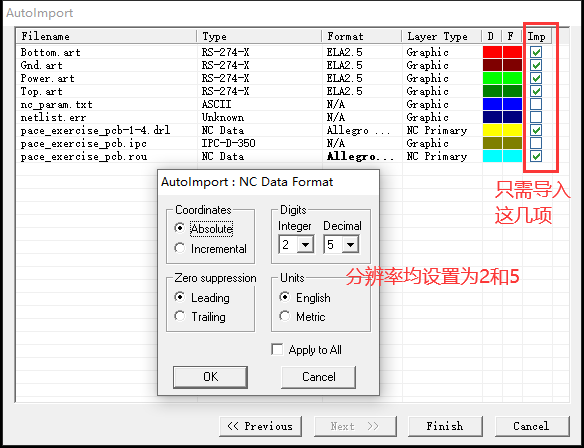 AutoImport
Filename Type Format Layer Type D F Imp
Bottom.art RS-274-X ELA2.5 Graphic
Gnd.art RS-274-X ELA2.5 Graphic
Power.art RS-274-X ELA2.5 Graphic
Top.art RS-274-X ELA2.5 Graphic
nc_param.txt ASCII N/A Graphic
netlist.err Unknown N/A Graphic
pace_exercise_pcb-1-4.drl NC Data Allegro ... NC Primary
pace_exercise_pcb.ipc IPC-D-350 N/A Graphic
pace_exercise_pcb.rou NC Data Allegro... NC Primary
只需导入
这几项
AutoImport : NC Data Format
Coordinates
Absolute
Incremental
Digits
Integer Decimal
2 5
分辨率均设置为2和5
Zero suppression
Leading
Trailing
Units
English
Metric
Apply to All
OK Cancel
<< Previous Next >> Finish Cancel